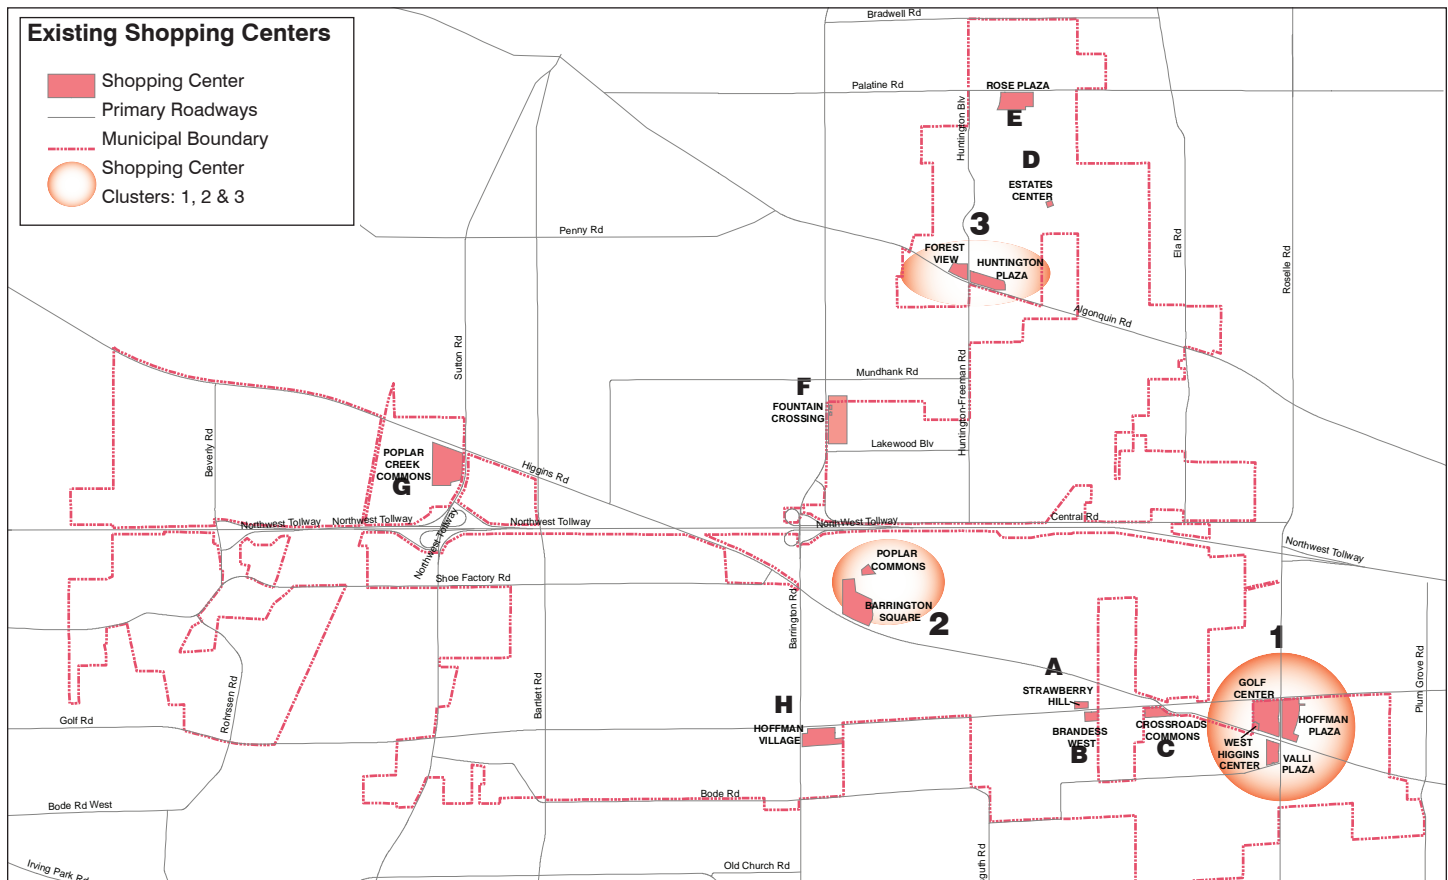 Existing Shopping Centers
Shopping Center
Primary Roadways
Municipal Boundary
Shopping Center
Clusters: 1, 2 & 3
Bradwell Rd
Palatine Rd
ROSE PLAZA
E
Huntington Blv
D
ESTATES
CENTER
3
Penny Rd
FOREST
VIEW
HUNTINGTON
PLAZA
Ela Rd
Roselle Rd
Algonquin Rd
Sutton Rd
Mundhank Rd
Huntington-Freeman Rd
F
FOUNTAIN
CROSSING
Lakewood Blv
Beverly Rd
POPLAR
CREEK
COMMONS
G
Higgins Rd
Northwest Tollway
Northwest Tollway
Northwest Tollway
Northwest Tollway
NorthWest Tollway
Central Rd
Northwest Tollway
Shoe Factory Rd
Barrington Rd
POPLAR
COMMONS
BARRINGTON
SQUARE
2
1
A
STRAWBERRY
HILL
BRANDESS
WEST
B
CROSSROADS
COMMONS
C
GOLF
CENTER
HOFFMAN
PLAZA
WEST
HIGGINS
CENTER
VALLI
PLAZA
Plum Grove Rd
H
HOFFMAN
VILLAGE
Bartlett Rd
Rohrssen Rd
Golf Rd
Bode Rd West
Bode Rd
Old Church Rd
Irving Park Rd
guth Rd